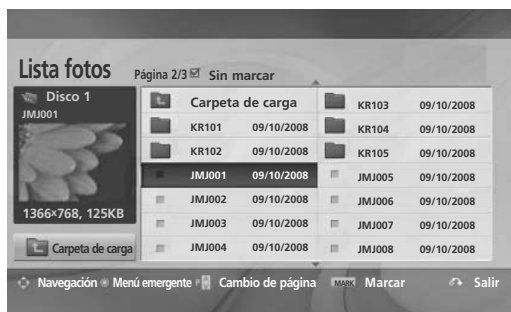 Lista fotos Página 2/3 Sin marcar
Disco 1
JMJ001
1366×768, 125KB
Carpeta de carga
Carpeta de carga
KR101 09/10/2008
KR102 09/10/2008
JMJ001 09/10/2008
JMJ002 09/10/2008
JMJ003 09/10/2008
JMJ004 09/10/2008
KR103 09/10/2008
KR104 09/10/2008
KR105 09/10/2008
JMJ005 09/10/2008
JMJ006 09/10/2008
JMJ007 09/10/2008
JMJ008 09/10/2008
Navegación Menú emergente P Cambio de página MARK Marcar Salir